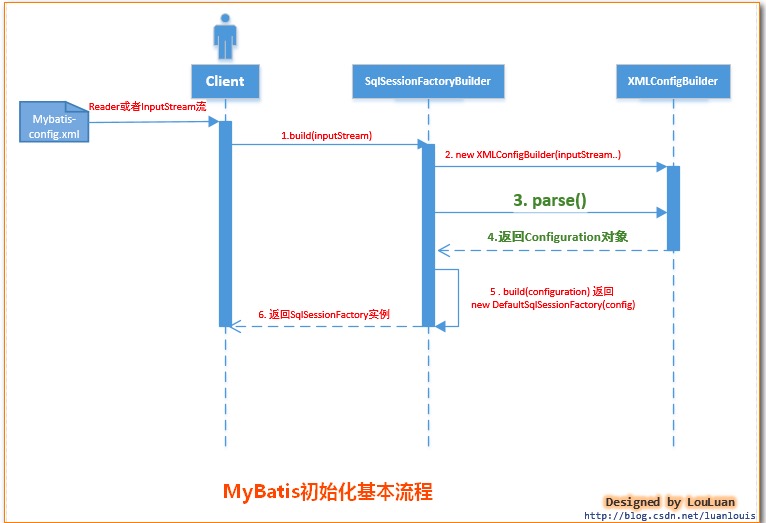 Client
SqlSessionFactoryBuilder
XMLConfigBuilder
Mybatis-
config.xml
Reader或者InputStream流
1.build(inputStream)
2. new XMLConfigBuilder(inputStream..)
3. parse()
4.返回Configuration对象
5 . build(configuration) 返回
new DefaultSqlSessionFactory(config)
6. 返回SqlSessionFactory实例
MyBatis初始化基本流程
Designed by LouLuan
http://blog.csdn.net/luanlouis